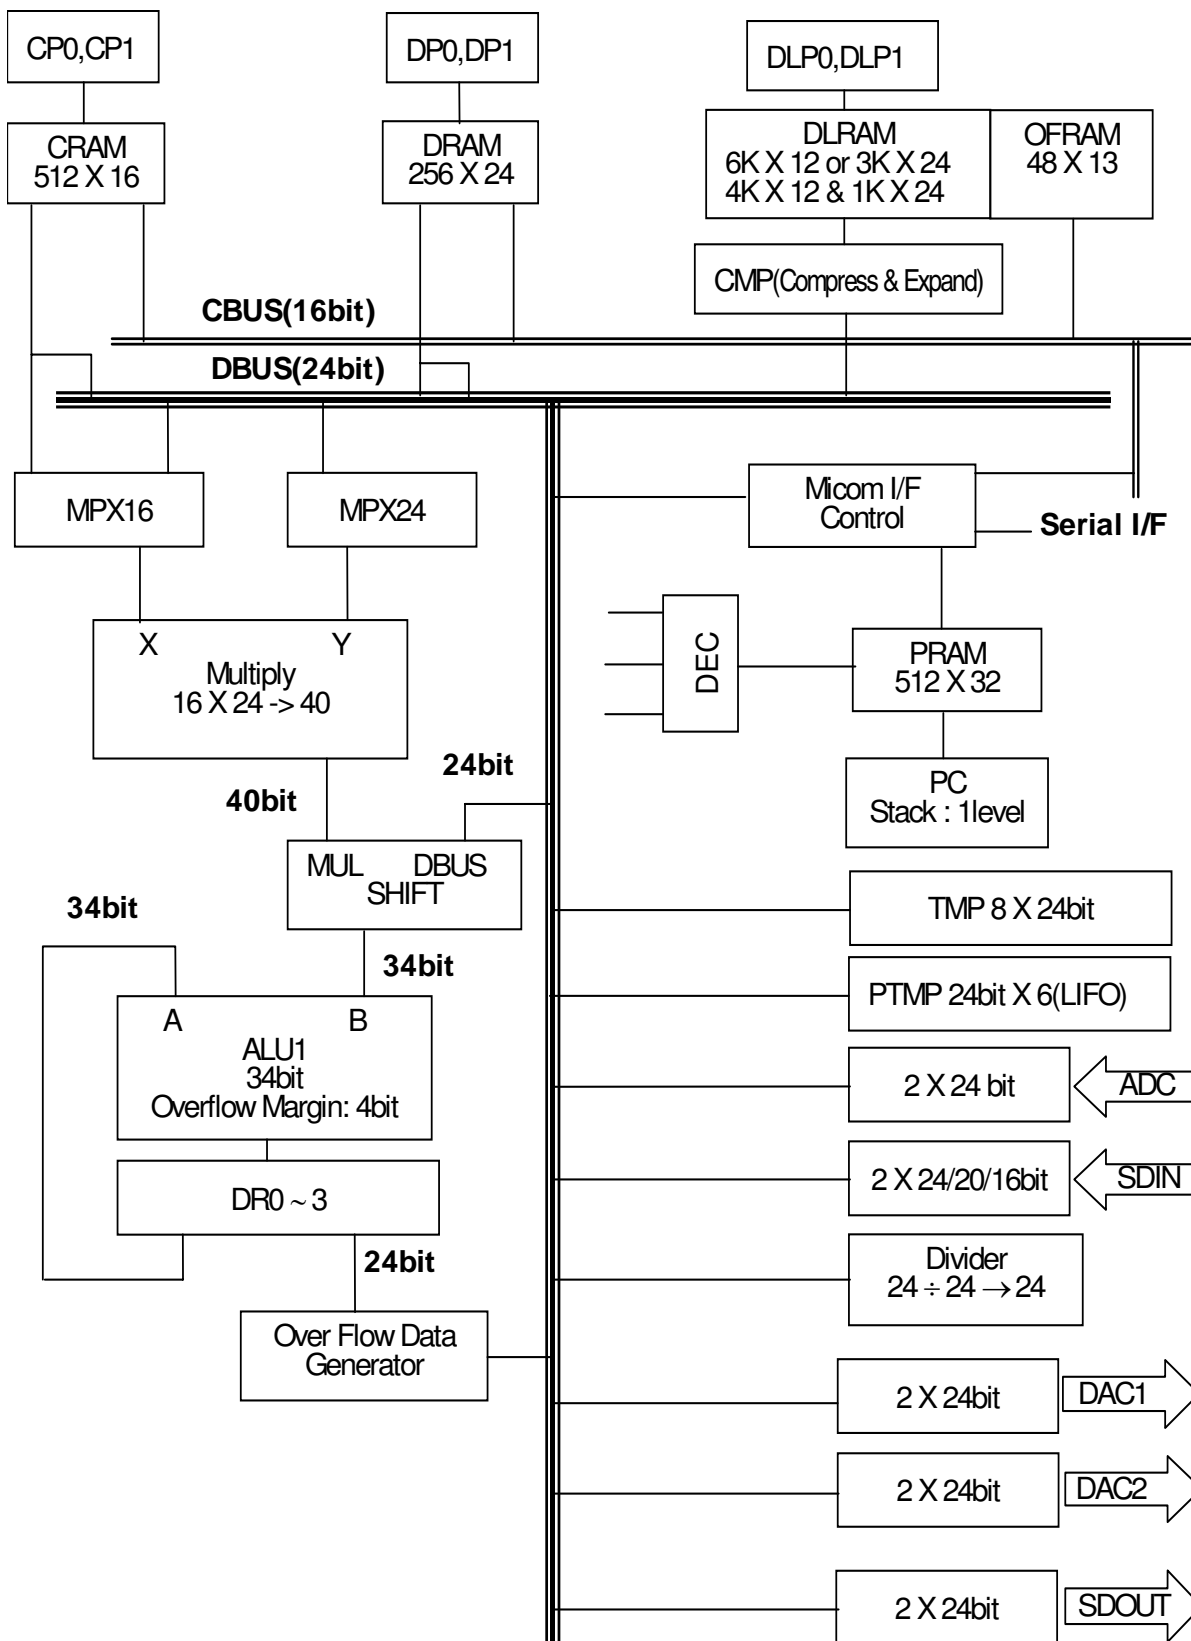 CP0,CP1
DP0,DP1
DLP0,DLP1
CRAM
512 X 16
DRAM
256 X 24
DLRAM
6K X 12 or 3K X 24
4K X 12 & 1K X 24
OFRAM
48 X 13
CMP(Compress & Expand)
CBUS(16bit)
DBUS(24bit)
MPX16
MPX24
Micom I/F
Control
Serial I/F
X Y
Multiply
16 X 24 -> 40
DEC
PRAM
512 X 32
PC
Stack : 1level
24bit
40bit
MUL DBUS
SHIFT
34bit
34bit
TMP 8 X 24bit
PTMP 24bit X 6(LIFO)
A B
ALU1
34bit
Overflow Margin: 4bit
2 X 24 bit
ADC
DR0 ~ 3
2 X 24/20/16bit
SDIN
24bit
Divider
24 ÷ 24 → 24
Over Flow Data
Generator
2 X 24bit
DAC1
2 X 24bit
DAC2
2 X 24bit
SDOUT